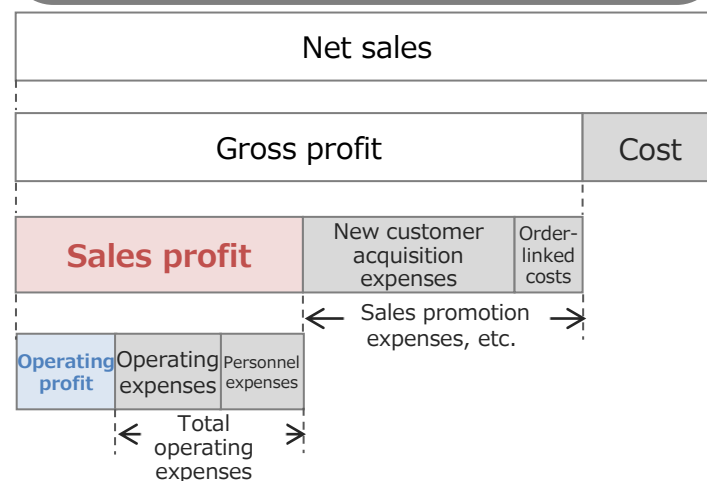 Net sales
Gross profit
Cost
Sales profit
New customer
acquisition
expenses
Order-
linked
costs
Sales promotion
expenses, etc.
Operating
profit
Operating
expenses
Personnel
expenses
Total
operating
expenses